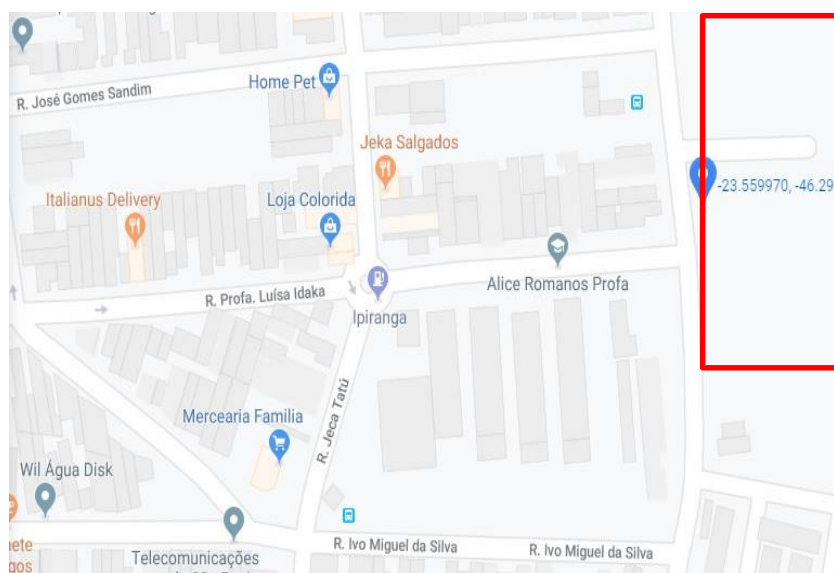 R. José Gomes Sandim
Home Pet
Jeka Salgados
Italianus Delivery
Loja Colorida
-23.559970, -46.29
R. Profa. Luísa Idaka
Alice Romanos Profa
Ipiranga
R. Jeca Tatú
Mercearia Familia
Wil Água Disk
R. Ivo Miguel da Silva
R. Ivo Miguel da Silva
Telecomunicações